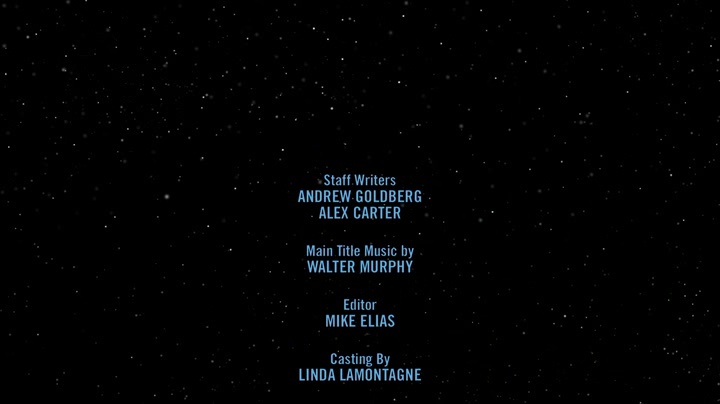 Staff Writers
ANDREW GOLDBERG
ALEX CARTER
Main Title Music by
WALTER MURPHY
Editor
MIKE ELIAS
Casting By
LINDA LAMONTAGNE